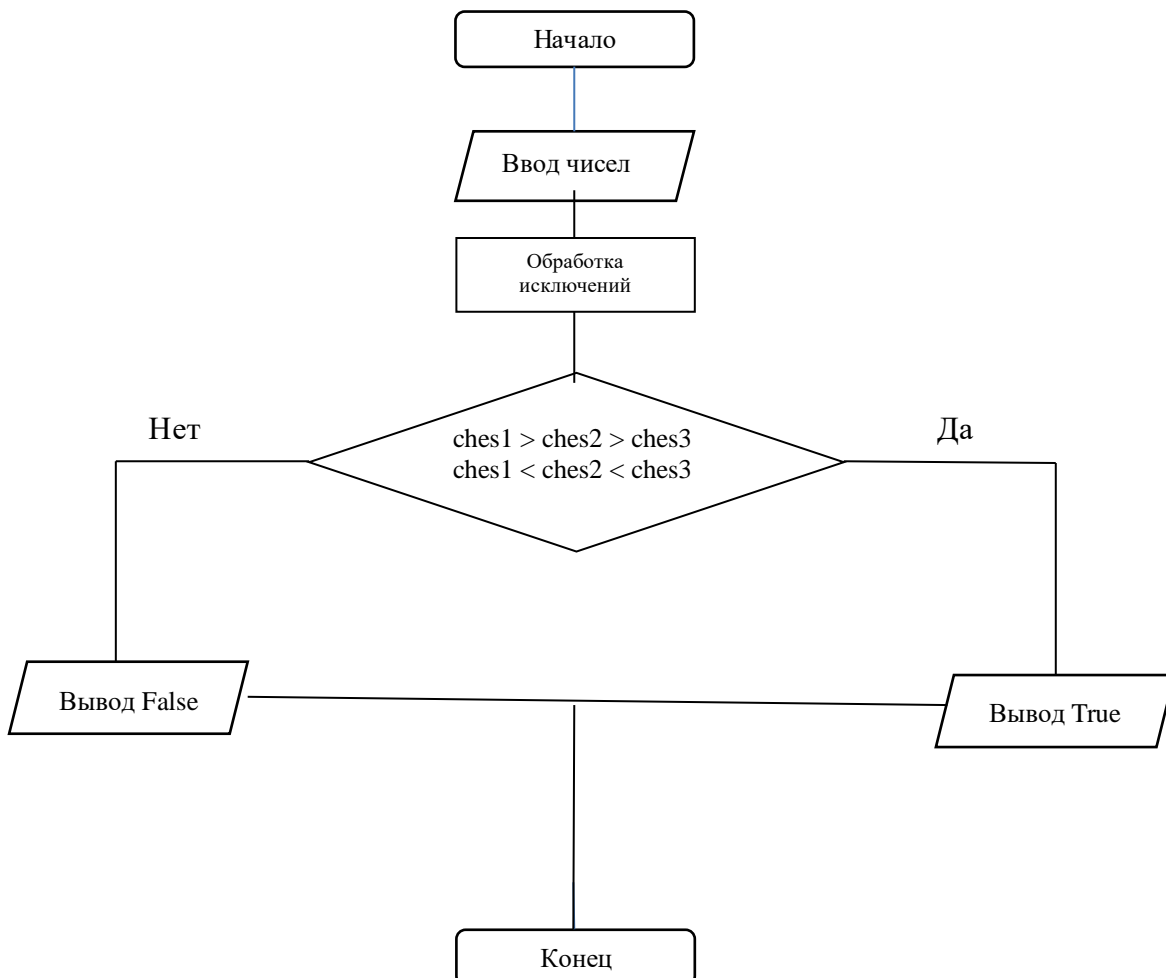 Начало
Ввод чисел
Обработка
исключений
Нет
Да
ches1 > ches2 > ches3
ches1 < ches2 < ches3
Вывод False
Вывод True
Конец